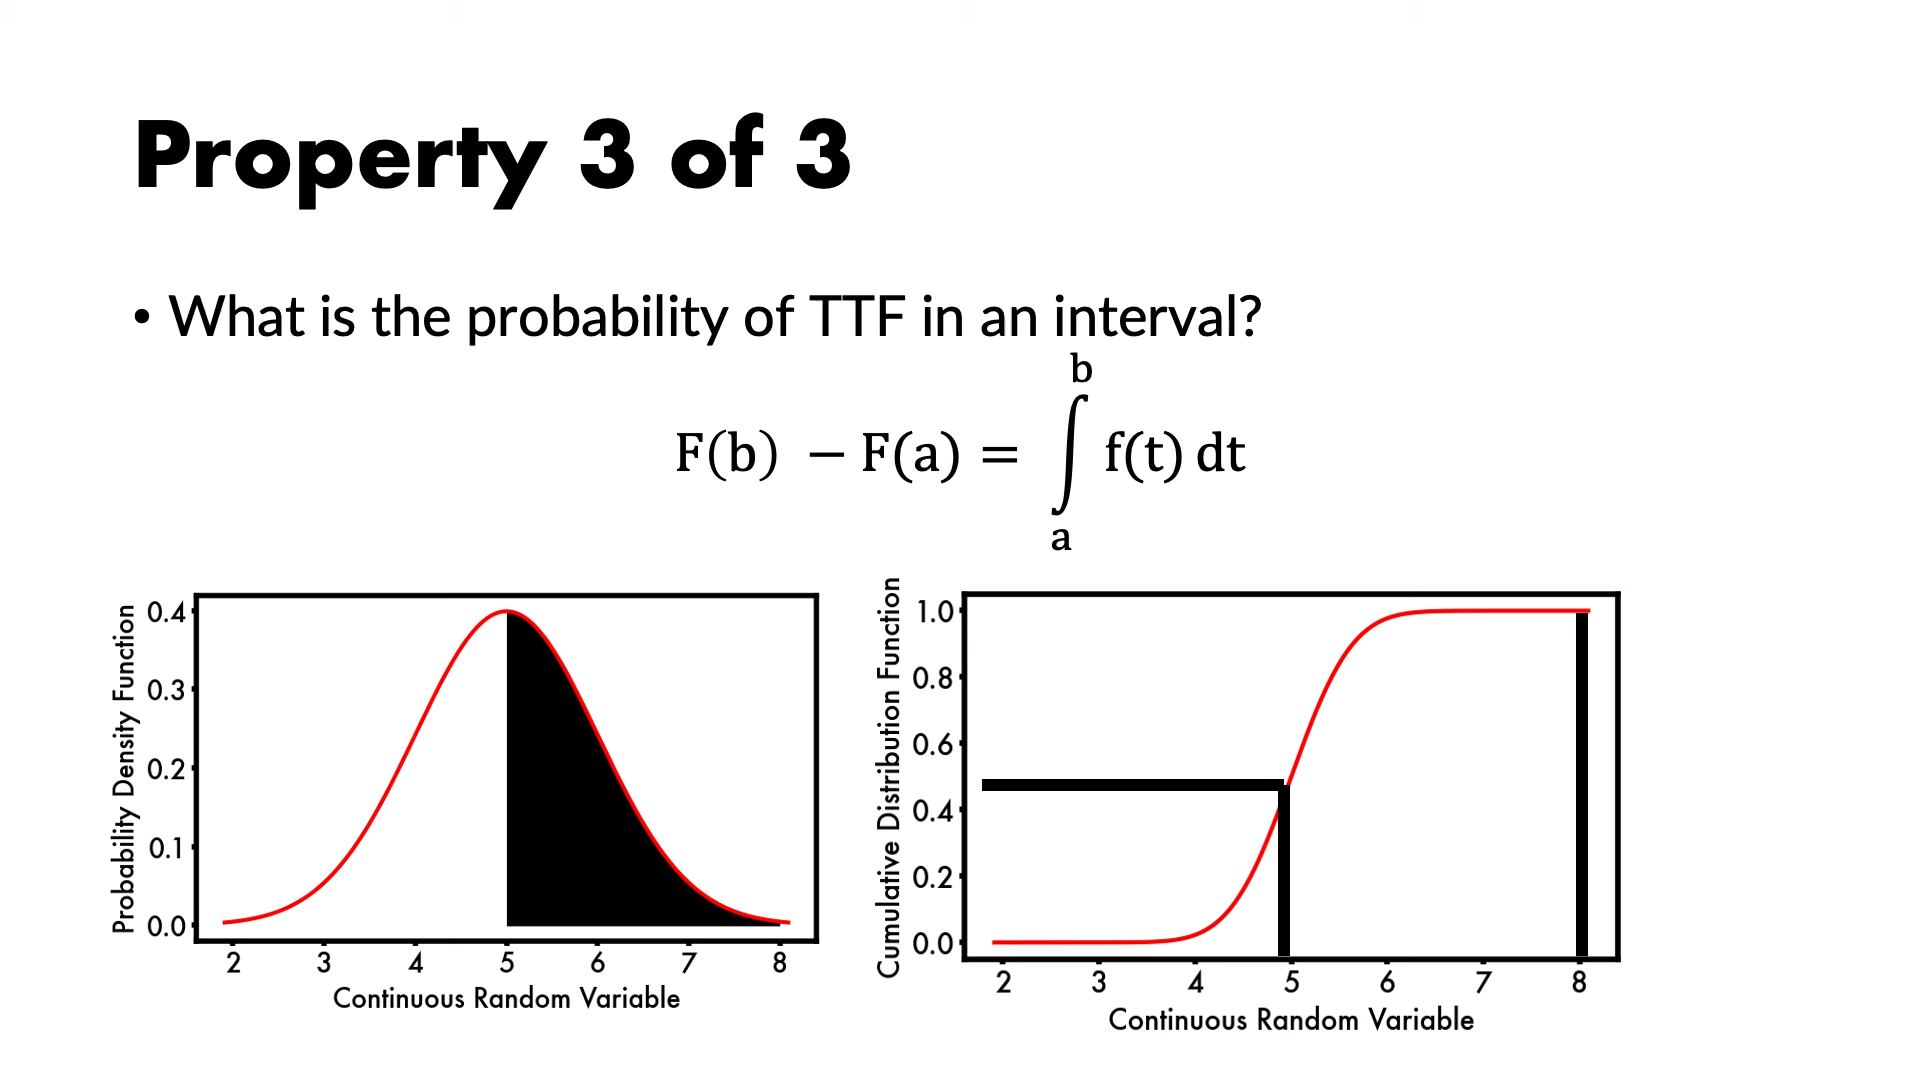 Property 3 of 3
• What is the probability of TTF in an interval?
b
F(b) − F(a) = ∫ f(t) dt
a
Probability Density Function
0.4
0.3
0.2
0.1
0.0
2 3 4 5 6 7 8
Continuous Random Variable
Cumulative Distribution Function
1.0
0.8
0.6
0.4
0.2
0.0
2 3 4 5 6 7 8
Continuous Random Variable